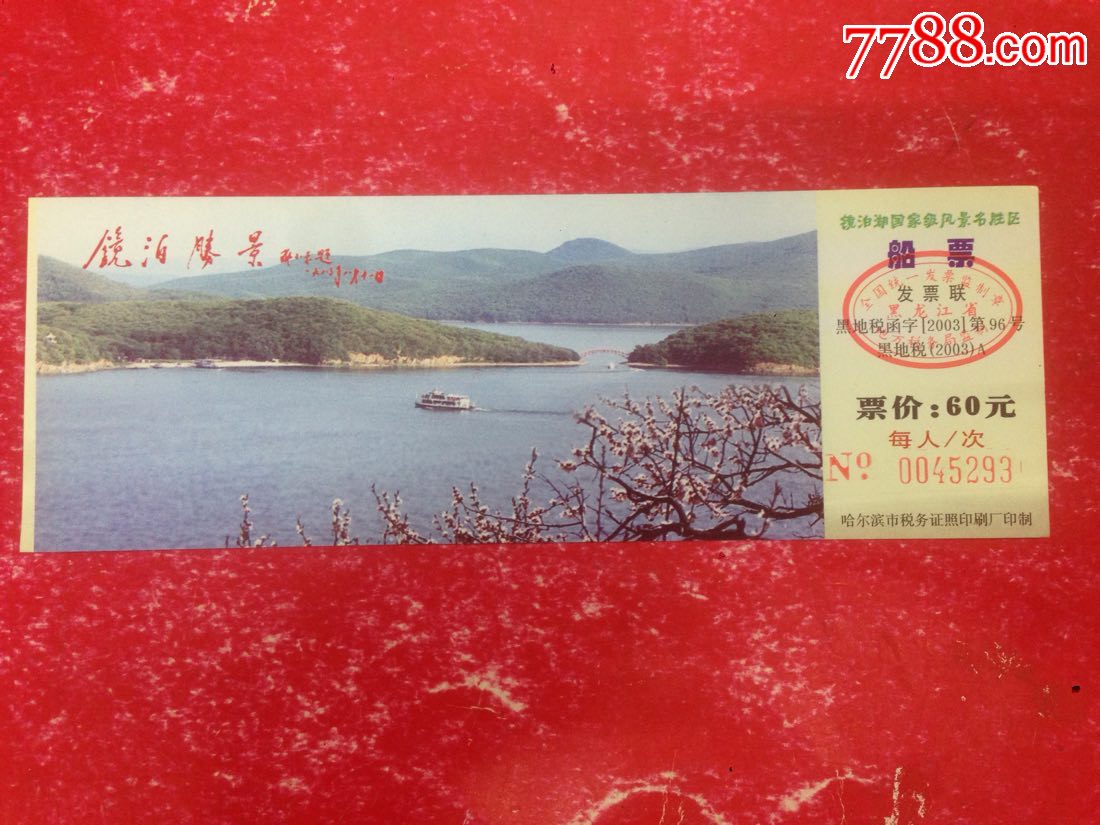 7788.com
镜泊胜景
镜泊湖国家级风景名胜区
船票
全国统一发票监制章
发票联
黑龙江省
黑地税函字[2003]第96号
黑地税(2003)A
票价:60元
每人/次
№ 0045293
哈尔滨市税务证照印刷厂印制